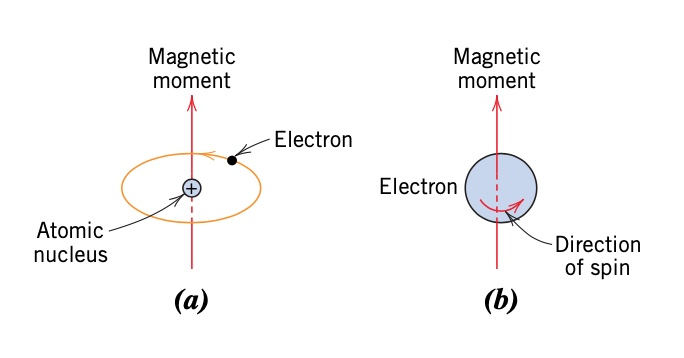 Magnetic
moment
Electron
+
Atomic
nucleus
(a)
Magnetic
moment
Electron
Direction
of spin
(b)